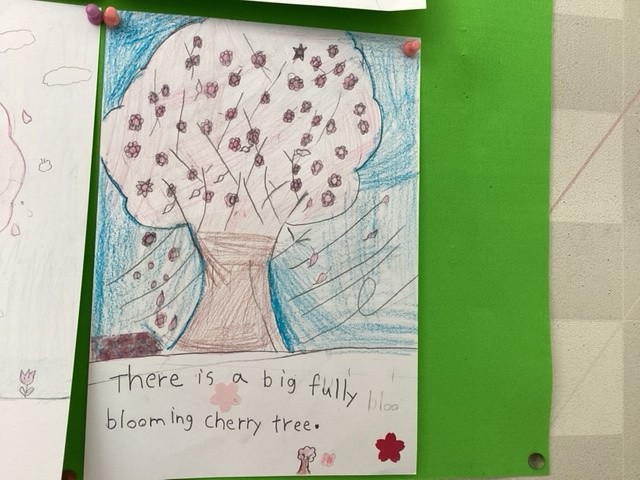 There is a big fully bloo
blooming cherry tree.